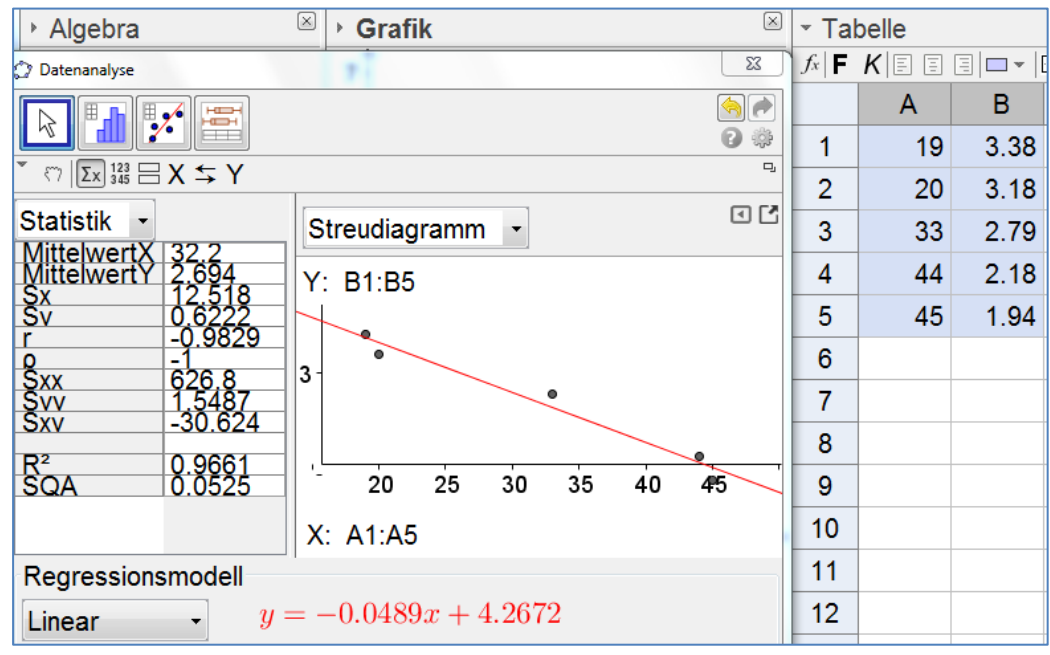 Algebra
Grafik
Tabelle
Datenanalyse
fx F K
Σx 123 345 X ⇆ Y
Statistik
MittelwertX 32.2
MittelwertY 2.694
Sx 12.518
Sy 0.6222
r -0.9829
ρ -1
Sxx 626.8
Syy 1.5487
Sxy -30.624
R² 0.9661
SQA 0.0525
Streudiagramm
Y: B1:B5
3
20 25 30 35 40 45
X: A1:A5
Regressionsmodell
Linear
y = −0.0489x + 4.2672
A B
1 19 3.38
2 20 3.18
3 33 2.79
4 44 2.18
5 45 1.94
6
7
8
9
10
11
12